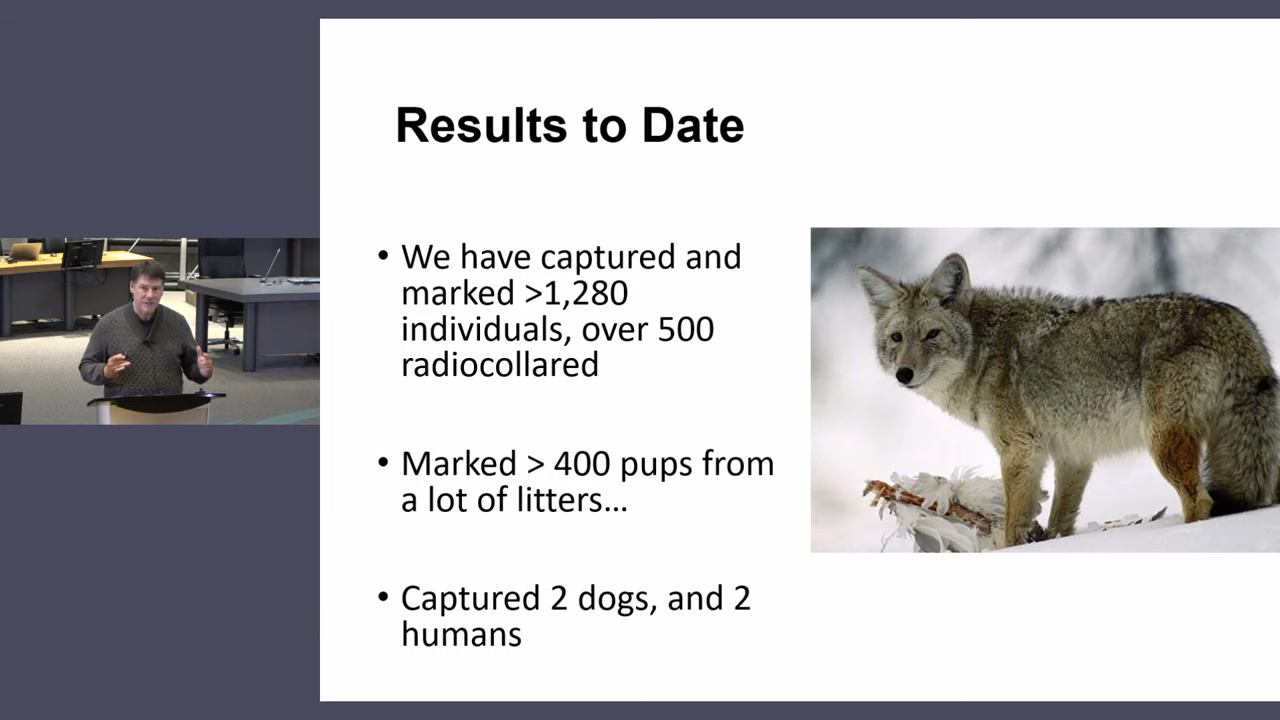 Results to Date
• We have captured and
marked >1,280
individuals, over 500
radiocollared
• Marked > 400 pups from
a lot of litters...
• Captured 2 dogs, and 2
humans